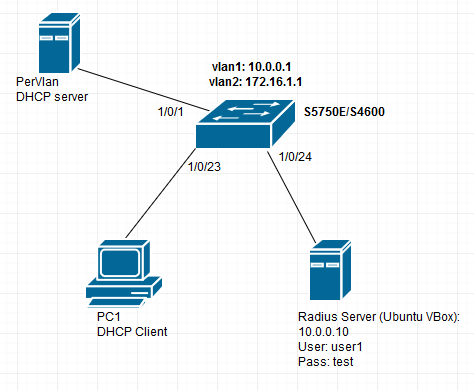 vlan1: 10.0.0.1
vlan2: 172.16.1.1
PerVlan
DHCP server
1/0/1
S5750E/S4600
1/0/23
1/0/24
PC1
DHCP Client
Radius Server (Ubuntu VBox):
10.0.0.10
User: user1
Pass: test